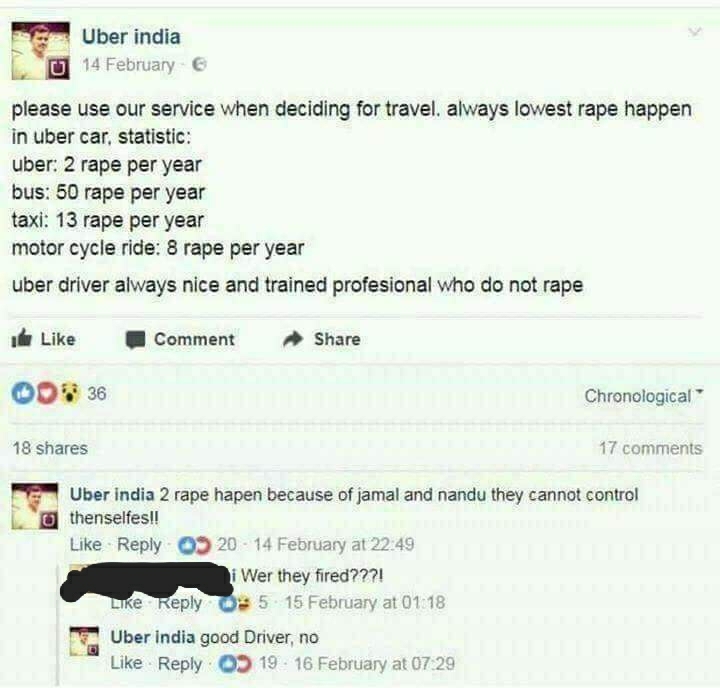 Uber india
14 February
please use our service when deciding for travel. always lowest rape happen
in uber car, statistic:
uber: 2 rape per year
bus: 50 rape per year
taxi: 13 rape per year
motor cycle ride: 8 rape per year
uber driver always nice and trained profesional who do not rape
Like Comment Share
36 Chronological
18 shares 17 comments
Uber india 2 rape hapen because of jamal and nandu they cannot control
thenselfes!!
Like · Reply · 20 · 14 February at 22:49
i Wer they fired???!
Like · Reply · 5 · 15 February at 01:18
Uber india good Driver, no
Like · Reply · 19 · 16 February at 07:29